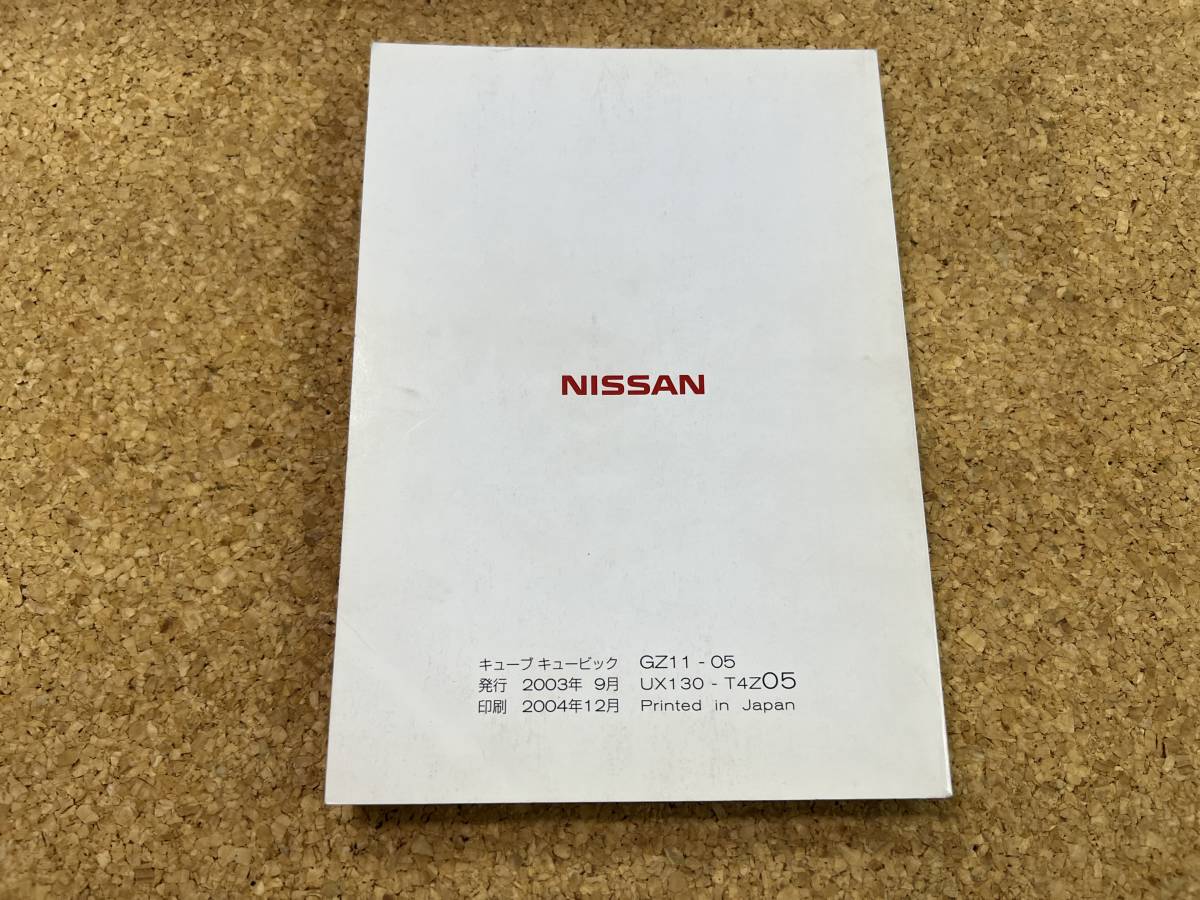 NISSAN
キューブ キュービック GZ11 - 05
発行 2003年 9月 UX130 - T4Z05
印刷 2004年12月 Printed in Japan